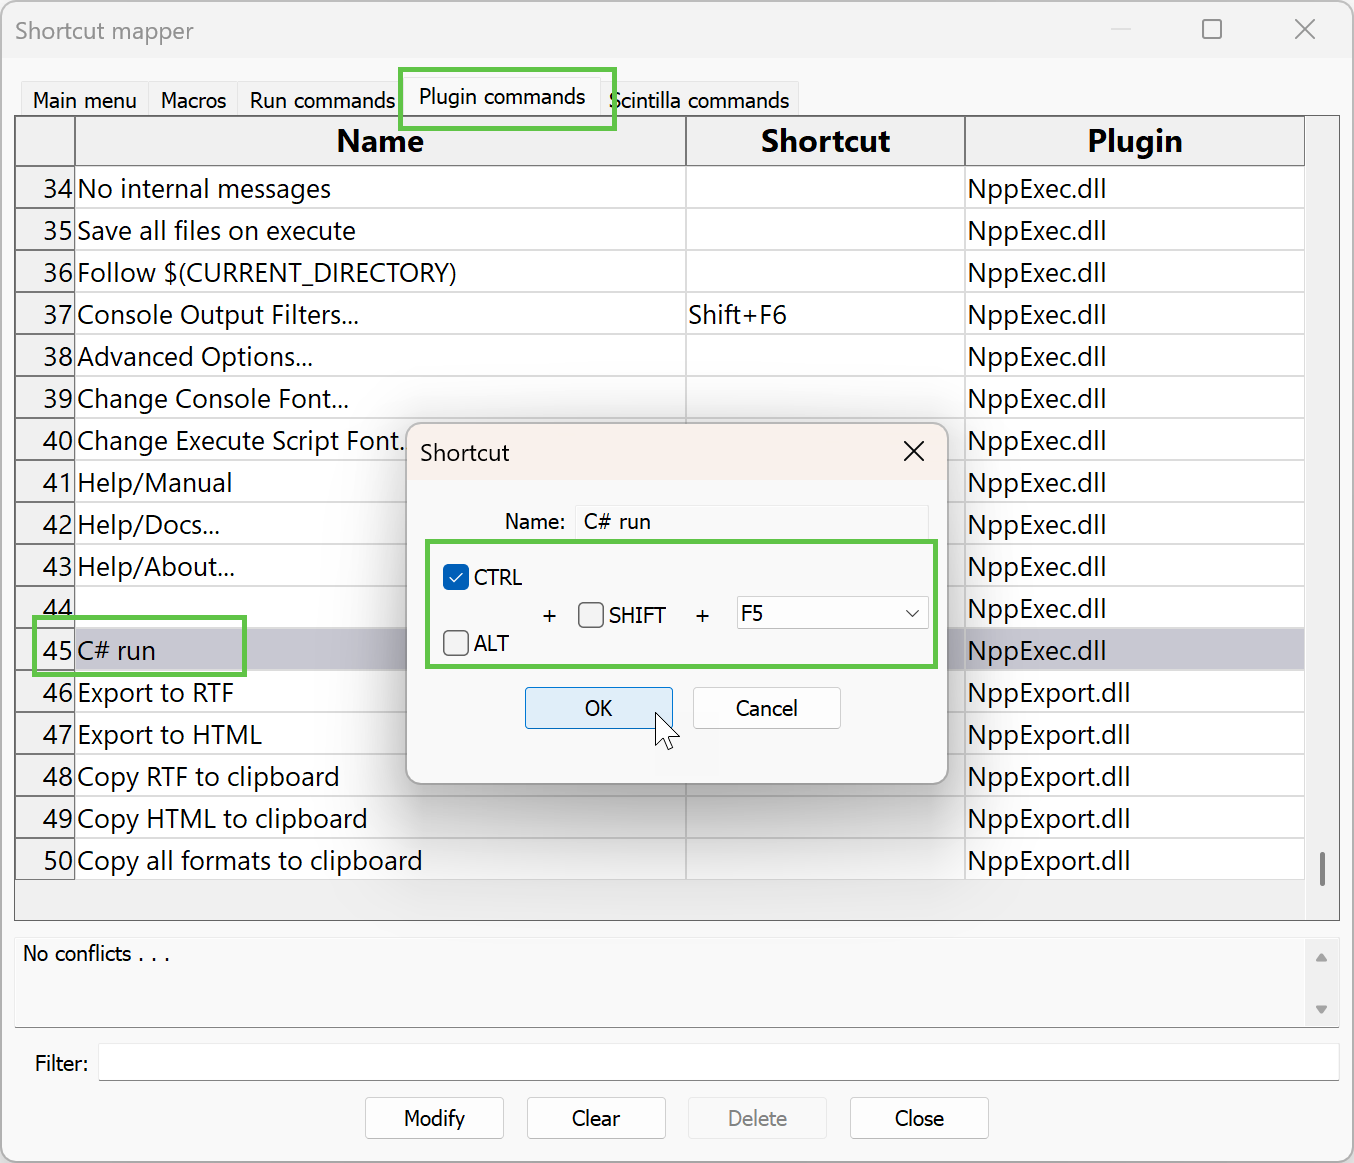 Shortcut mapper
Main menu Macros Run commands Plugin commands Scintilla commands
Name Shortcut Plugin
34 No internal messages NppExec.dll
35 Save all files on execute NppExec.dll
36 Follow $(CURRENT_DIRECTORY) NppExec.dll
37 Console Output Filters... Shift+F6 NppExec.dll
38 Advanced Options... NppExec.dll
39 Change Console Font... NppExec.dll
40 Change Execute Script Font. NppExec.dll
41 Help/Manual NppExec.dll
42 Help/Docs... NppExec.dll
43 Help/About... NppExec.dll
44 NppExec.dll
45 C# run NppExec.dll
46 Export to RTF NppExport.dll
47 Export to HTML NppExport.dll
48 Copy RTF to clipboard NppExport.dll
49 Copy HTML to clipboard NppExport.dll
50 Copy all formats to clipboard NppExport.dll
Shortcut
Name: C# run
CTRL
+ SHIFT + F5
ALT
OK Cancel
No conflicts . . .
Filter:
Modify Clear Delete Close